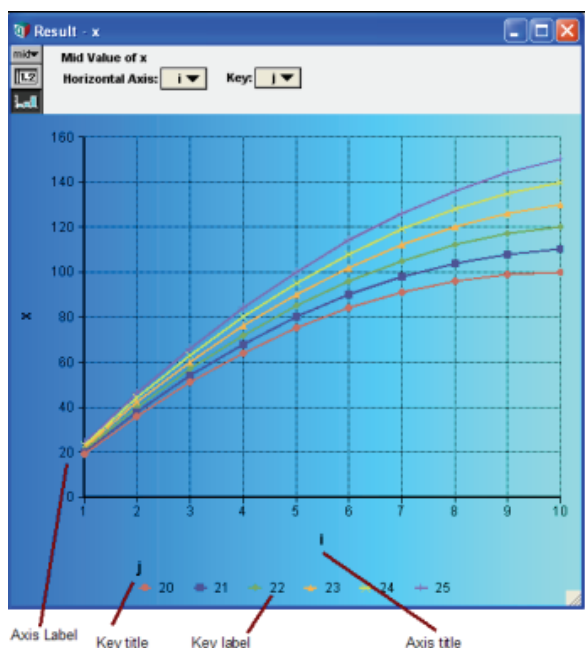 Result - x
mid
Mid Value of x
Horizontal Axis: i Key: j
160
140
120
100
80
60
40
20
0
x
1 2 3 4 5 6 7 8 9 10
i
j
20 21 22 23 24 25
Axis Label Key title Key label Axis title